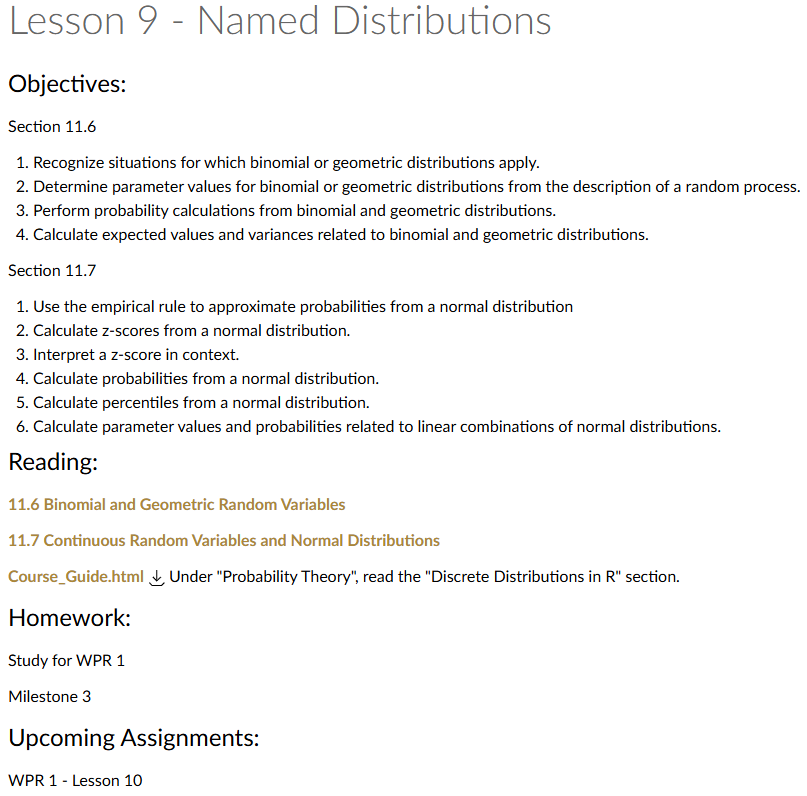 Lesson 9 - Named Distributions
Objectives:
Section 11.6
1. Recognize situations for which binomial or geometric distributions apply.
2. Determine parameter values for binomial or geometric distributions from the description of a random process.
3. Perform probability calculations from binomial and geometric distributions.
4. Calculate expected values and variances related to binomial and geometric distributions.
Section 11.7
1. Use the empirical rule to approximate probabilities from a normal distribution
2. Calculate z-scores from a normal distribution.
3. Interpret a z-score in context.
4. Calculate probabilities from a normal distribution.
5. Calculate percentiles from a normal distribution.
6. Calculate parameter values and probabilities related to linear combinations of normal distributions.
Reading:
11.6 Binomial and Geometric Random Variables
11.7 Continuous Random Variables and Normal Distributions
Course_Guide.html Under "Probability Theory", read the "Discrete Distributions in R" section.
Homework:
Study for WPR 1
Milestone 3
Upcoming Assignments:
WPR 1 - Lesson 10